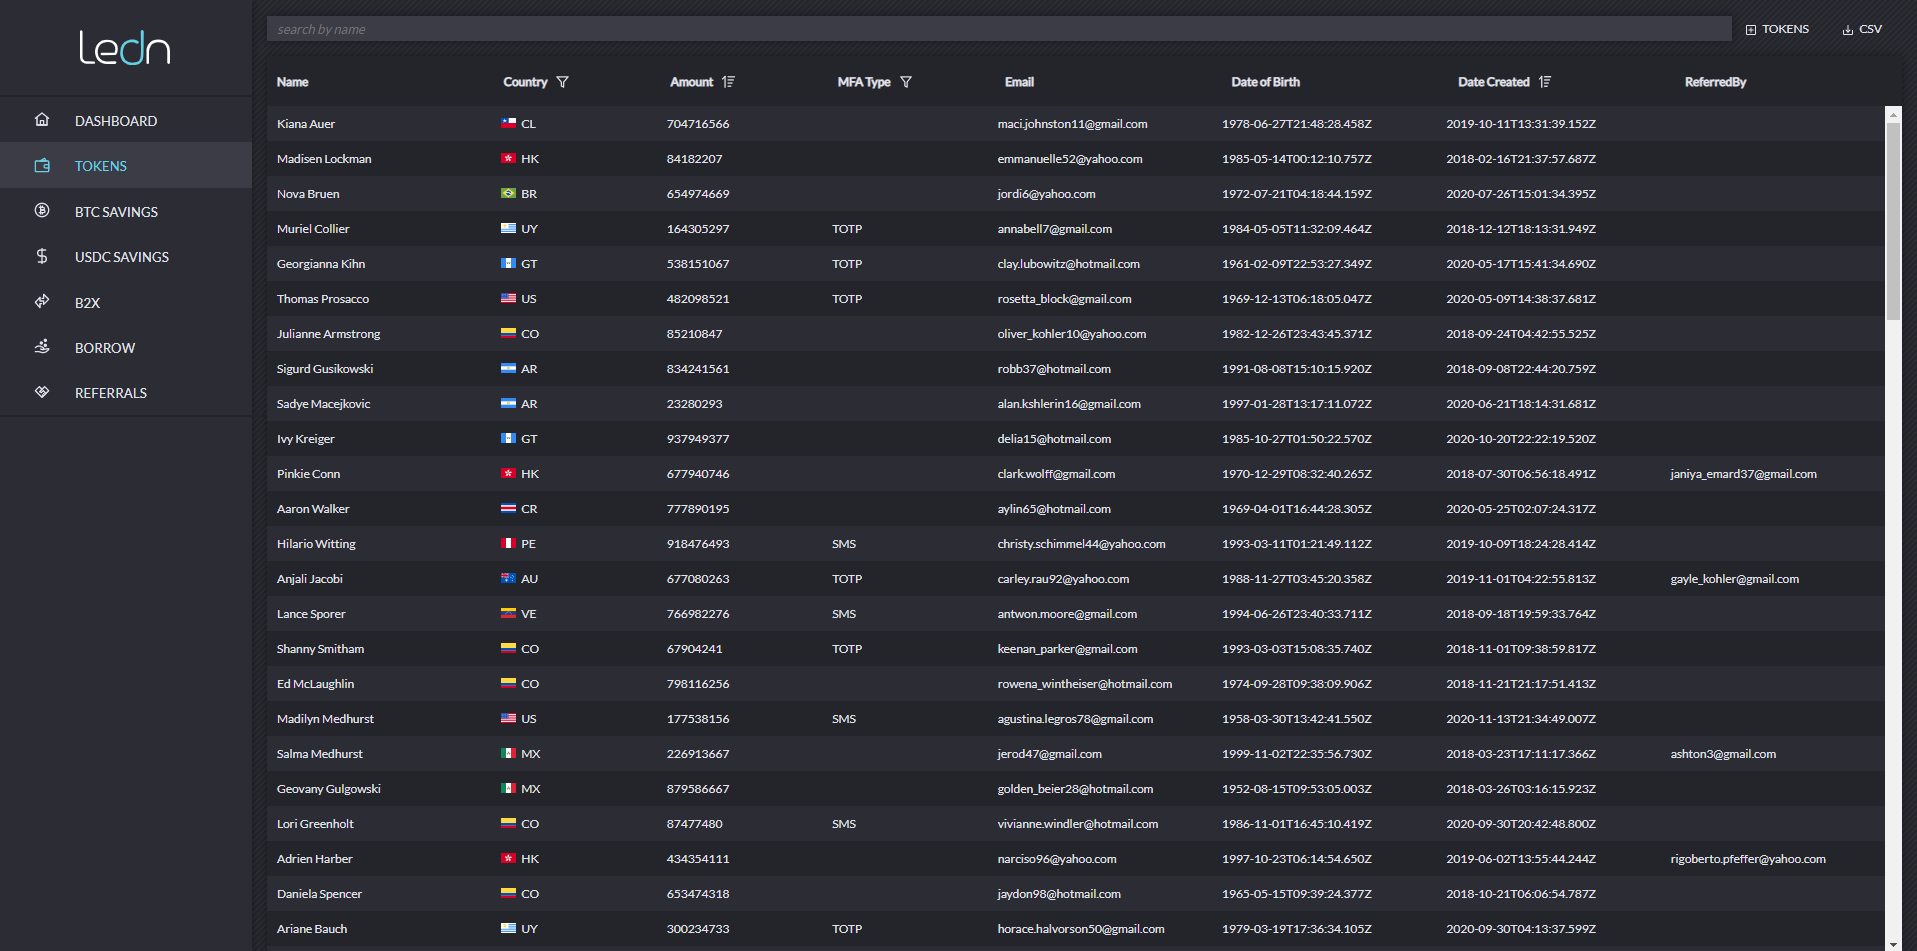 ledn
search by name
TOKENS
CSV
DASHBOARD
TOKENS
BTC SAVINGS
USDC SAVINGS
B2X
BORROW
REFERRALS
Name Country Amount MFA Type Email Date of Birth Date Created ReferredBy
Kiana Auer CL 704716566 maci.johnston11@gmail.com 1978-06-27T21:48:28.458Z 2019-10-11T13:31:39.152Z
Madisen Lockman HK 84182207 emmanuelle52@yahoo.com 1985-05-14T00:12:10.757Z 2018-02-16T21:37:57.687Z
Nova Bruen BR 654974669 jordi6@yahoo.com 1972-07-21T04:18:44.159Z 2020-07-26T15:01:34.395Z
Muriel Collier UY 164305297 TOTP annabell7@gmail.com 1984-05-05T11:32:09.464Z 2018-12-12T18:13:31.949Z
Georgianna Kihn GT 538151067 TOTP clay.lubowitz@hotmail.com 1961-02-09T22:53:27.349Z 2020-05-17T15:41:34.690Z
Thomas Prosacco US 482098521 TOTP rosetta_block@gmail.com 1969-12-13T06:18:05.047Z 2020-05-09T14:38:37.681Z
Julianne Armstrong CO 85210847 oliver_kohler10@yahoo.com 1982-12-26T23:43:45.371Z 2018-09-24T04:42:55.525Z
Sigurd Gusikowski AR 834241561 robb37@hotmail.com 1991-08-08T15:10:15.920Z 2018-09-08T22:44:20.759Z
Sadye Macejkovic AR 23280293 alan.kshlerin16@gmail.com 1997-01-28T13:17:11.072Z 2020-06-21T18:14:31.681Z
Ivy Kreiger GT 937949377 delia15@hotmail.com 1985-10-27T01:50:22.570Z 2020-10-20T22:22:19.520Z
Pinkie Conn HK 677940746 clark.wolff@gmail.com 1970-12-29T08:32:40.265Z 2018-07-30T06:56:18.491Z janiya_emard37@gmail.com
Aaron Walker CR 777890195 aylin65@hotmail.com 1969-04-01T16:44:28.305Z 2020-05-25T02:07:24.317Z
Hilario Witting PE 918476493 SMS christy.schimmel44@yahoo.com 1993-03-11T01:21:49.112Z 2019-10-09T18:24:28.414Z
Anjali Jacobi AU 677080263 TOTP carley.rau92@yahoo.com 1988-11-27T03:45:20.358Z 2019-11-01T04:22:55.813Z gayle_kohler@gmail.com
Lance Sporer VE 766982276 SMS antwon.moore@gmail.com 1994-06-26T23:40:33.711Z 2018-09-18T19:59:33.764Z
Shanny Smitham CO 67904241 TOTP keenan_parker@gmail.com 1993-03-03T15:08:35.740Z 2018-11-01T09:38:59.817Z
Ed McLaughlin CO 798116256 rowena_wintheiser@hotmail.com 1974-09-28T09:38:09.906Z 2018-11-21T21:17:51.413Z
Madilyn Medhurst US 177538156 SMS agustina.legros78@gmail.com 1958-03-30T13:42:41.550Z 2020-11-13T21:34:49.007Z
Salma Medhurst MX 226913667 jerod47@gmail.com 1999-11-02T22:35:56.730Z 2018-03-23T17:11:17.366Z ashton3@gmail.com
Geovany Gulgowski MX 879586667 golden_beier28@hotmail.com 1952-08-15T09:53:05.003Z 2018-03-26T03:16:15.923Z
Lori Greenholt CO 87477480 SMS vivianne.windler@hotmail.com 1986-11-01T16:45:10.419Z 2020-09-30T20:42:48.800Z
Adrien Harber HK 434354111 narciso96@yahoo.com 1997-10-23T06:14:54.650Z 2019-06-02T13:55:44.244Z rigoberto.pfeffer@yahoo.com
Daniela Spencer CO 653474318 jaydon98@hotmail.com 1965-05-15T09:39:24.377Z 2018-10-21T06:06:54.787Z
Ariane Bauch UY 300234733 TOTP horace.halvorson50@gmail.com 1979-03-19T17:36:34.105Z 2020-09-30T04:13:37.599Z